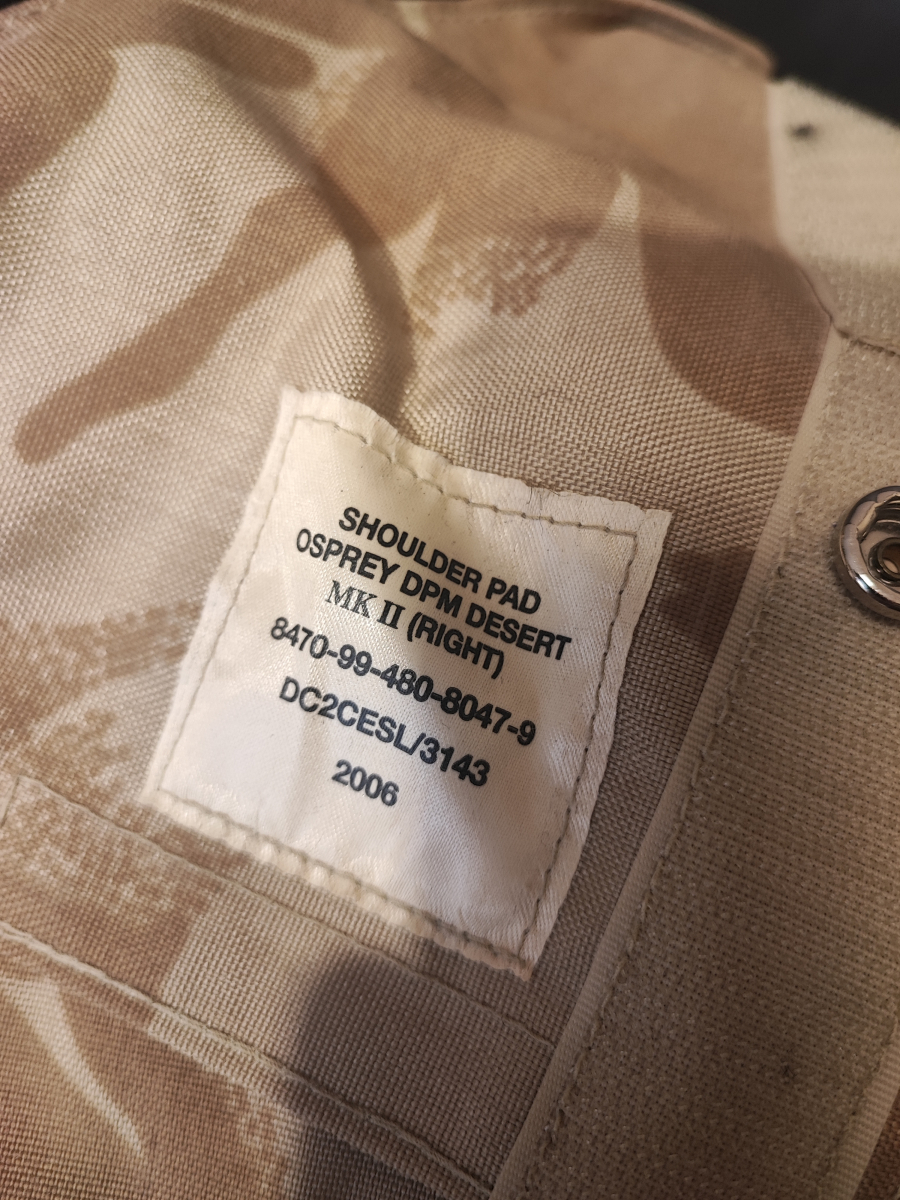 SHOULDER PAD
OSPREY DPM DESERT
MK II (RIGHT)
8470-99-480-8047-9
DC2CESL/3143
2006